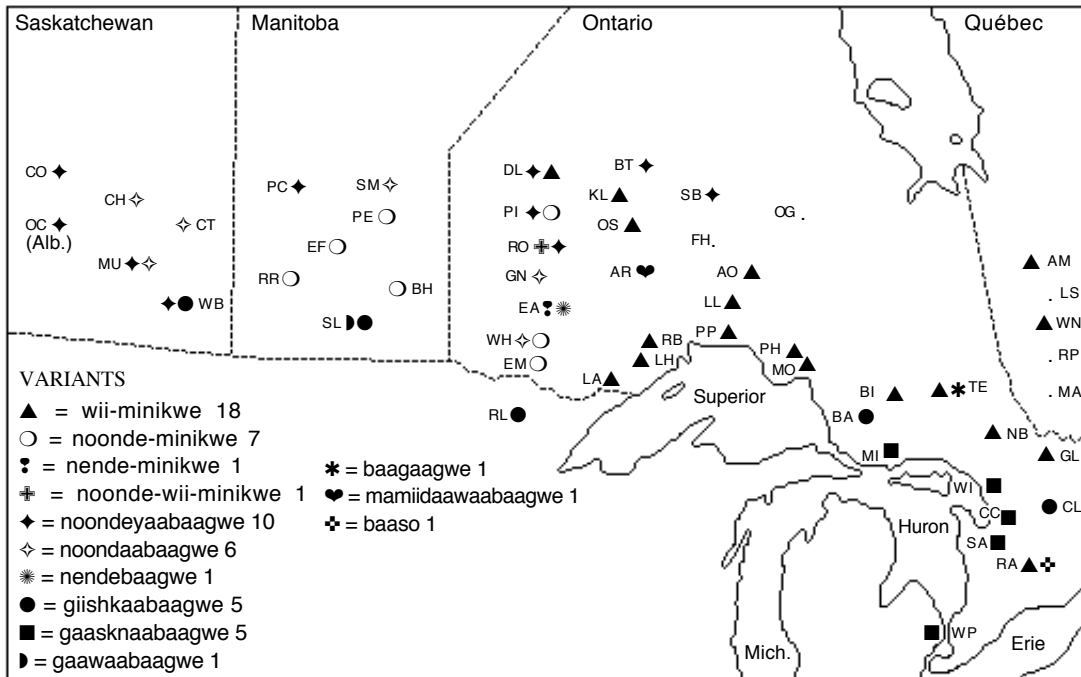 Saskatchewan Manitoba Ontario Québec
CO
CH
OC
(Alb.)
CT
MU
WB
PC
SM
PE
EF
RR
BH
SL
DL
BT
KL
SB
PI
OG
OS
RO
FH
GN
AR
AO
EA
LL
WH
RB
PP
EM
LH
PH
MO
LA
RL
Superior
BI
TE
BA
NB
MI
GL
WI
CC
CL
Huron
SA
RA
WP
Erie
Mich.
AM
LS
WN
RP
MA
VARIANTS
▲ = wii-minikwe 18
❍ = noonde-minikwe 7
❢ = nende-minikwe 1
✙ = noonde-wii-minikwe 1
✦ = noondeyaabaagwe 10
✧ = noondaabaagwe 6
✺ = nendebaagwe 1
● = giishkaabaagwe 5
■ = gaasknaabaagwe 5
◗ = gaawaabaagwe 1
✱ = baagaagwe 1
❤ = mamiidaawaabaagwe 1
✣ = baaso 1